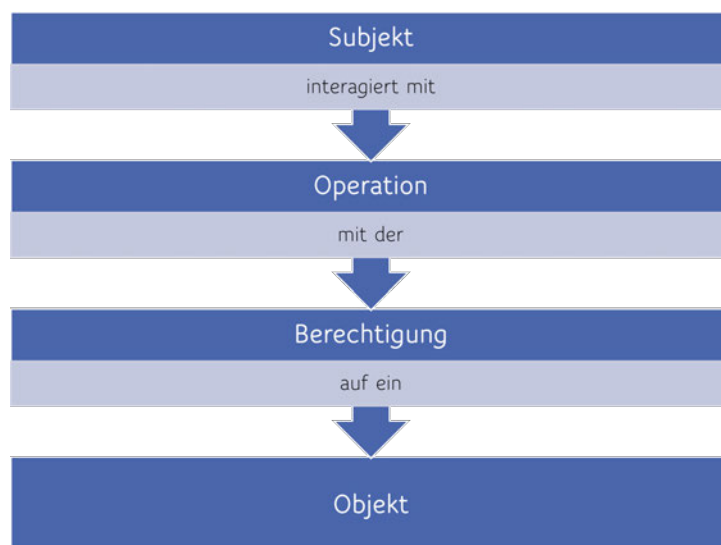 Subjekt
interagiert mit
Operation
mit der
Berechtigung
auf ein
Objekt